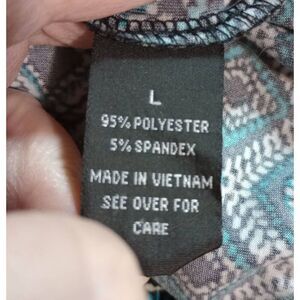 L
95% POLYESTER
5% SPANDEX
MADE IN VIETNAM
SEE OVER FOR
CARE